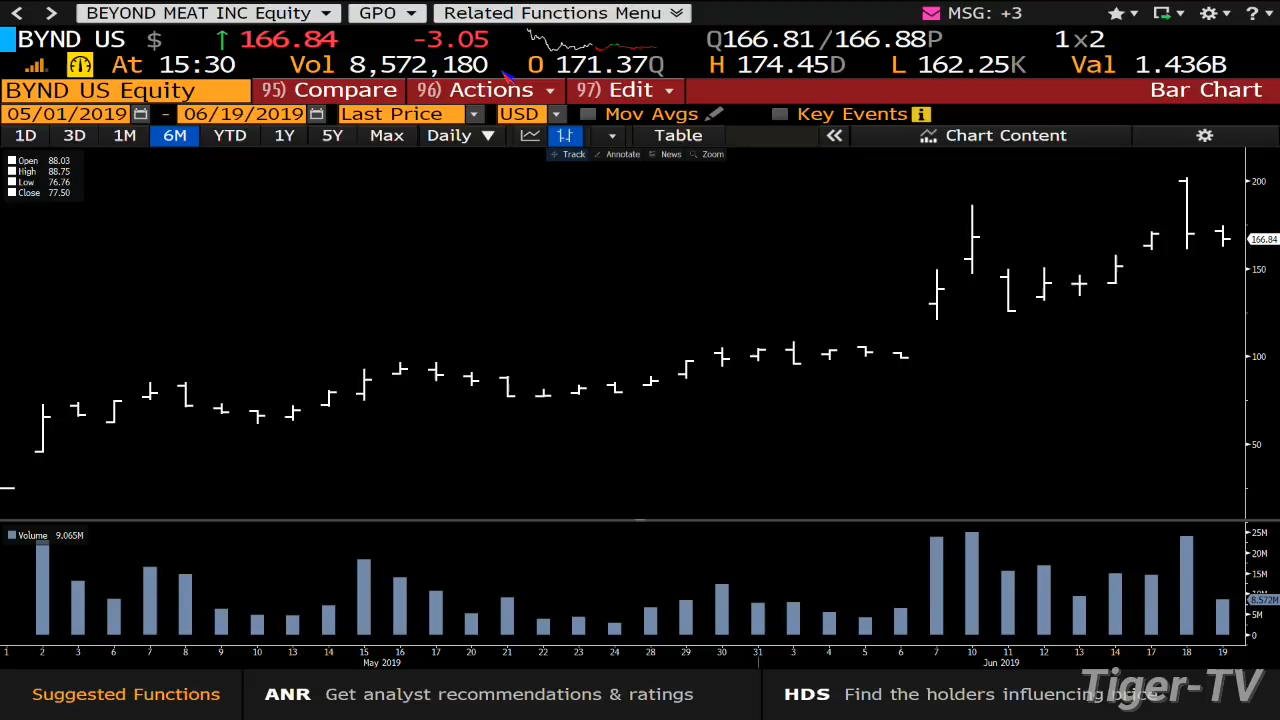 BEYOND MEAT INC Equity GPO Related Functions Menu MSG: +3 ?
BYND US $ ↑ 166.84 -3.05 Q166.81/166.88P 1x2
At 15:30 Vol 8,572,180 O 171.37Q H 174.45D L 162.25K Val 1.436B
BYND US Equity 95) Compare 96) Actions 97) Edit Bar Chart
05/01/2019 - 06/19/2019 Last Price USD Mov Avgs Key Events i
1D 3D 1M 6M YTD 1Y 5Y Max Daily ▼ Table « Chart Content
Track Annotate News Zoom
Open 88.03
High 88.75
Low 76.76
Close 77.50
200
166.84
150
100
50
Volume 9.065M
25M
20M
15M
10M
8.572M
5M
0
1 2 3 6 7 8 9 10 13 14 15 16 17 20 21 22 23 24 28 29 30 31 3 4 5 6 7 10 11 12 13 14 17 18 19
May 2019 Jun 2019
Suggested Functions ANR Get analyst recommendations & ratings HDS Find the holders influencing price
Tiger-TV